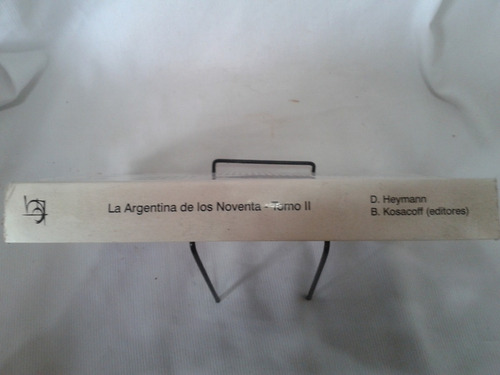 La Argentina de los Noventa - Tomo II
D. Heymann
B. Kosacoff (editores)